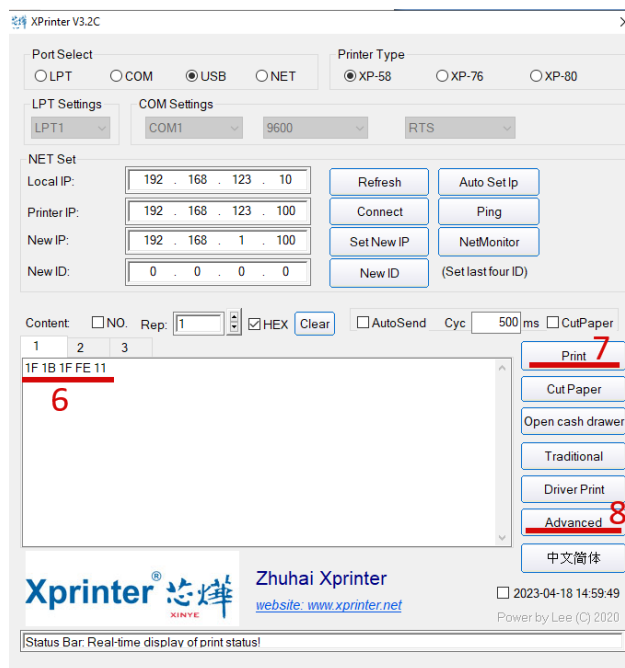 XPrinter V3.2C
Port Select
LPT COM USB NET
Printer Type
XP-58 XP-76 XP-80
LPT Settings
LPT1
COM Settings
COM1 9600 RTS
NET Set
Local IP: 192 . 168 . 123 . 10 Refresh Auto Set Ip
Printer IP: 192 . 168 . 123 . 100 Connect Ping
New IP: 192 . 168 . 1 . 100 Set New IP NetMonitor
New ID: 0 . 0 . 0 . 0 New ID (Set last four ID)
Content: NO. Rep: 1 HEX Clear AutoSend Cyc 500 ms CutPaper
1 2 3
1F 1B 1F FE 11
6
Print 7
Cut Paper
Open cash drawer
Traditional
Driver Print
Advanced 8
中文简体
Xprinter® 芯烨
XINYE
Zhuhai Xprinter
website: www.xprinter.net
2023-04-18 14:59:49
Power by Lee (C) 2020
Status Bar: Real-time display of print status!